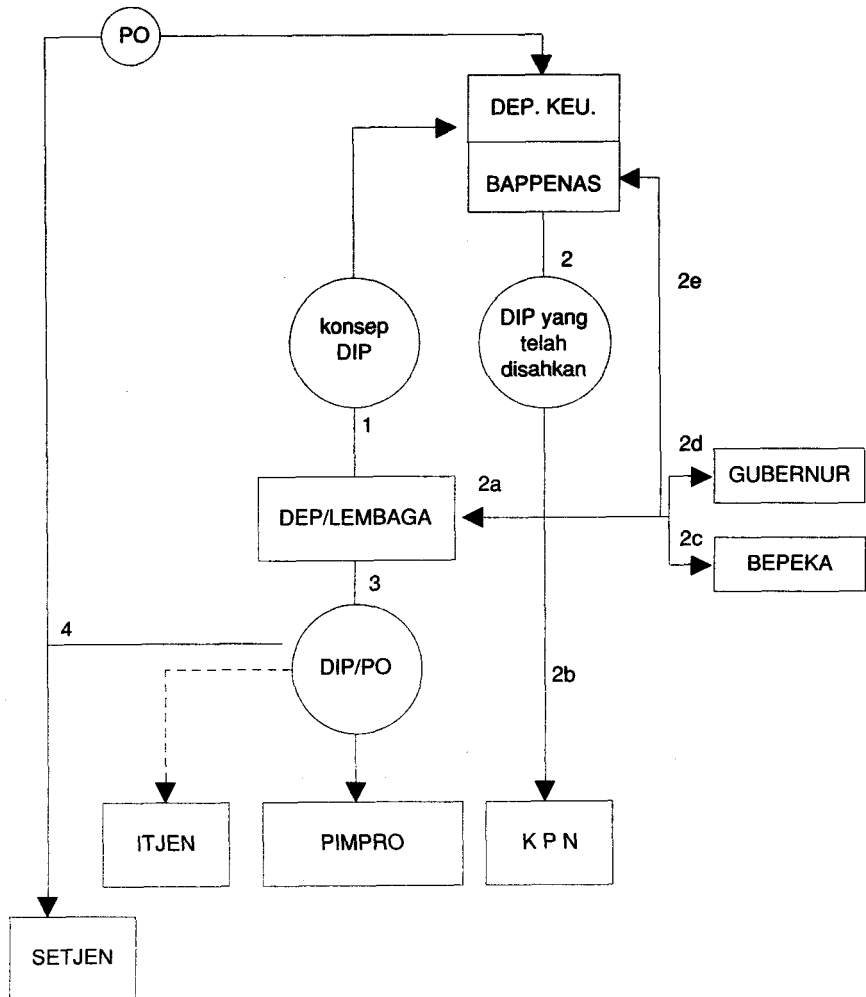 PO
DEP. KEU.
BAPPENAS
2
2e
konsep
DIP
DIP yang
telah
disahkan
1
2d
GUBERNUR
2a
DEP/LEMBAGA
2c
BEPEKA
3
4
DIP/PO
2b
ITJEN
PIMPRO
K P N
SETJEN